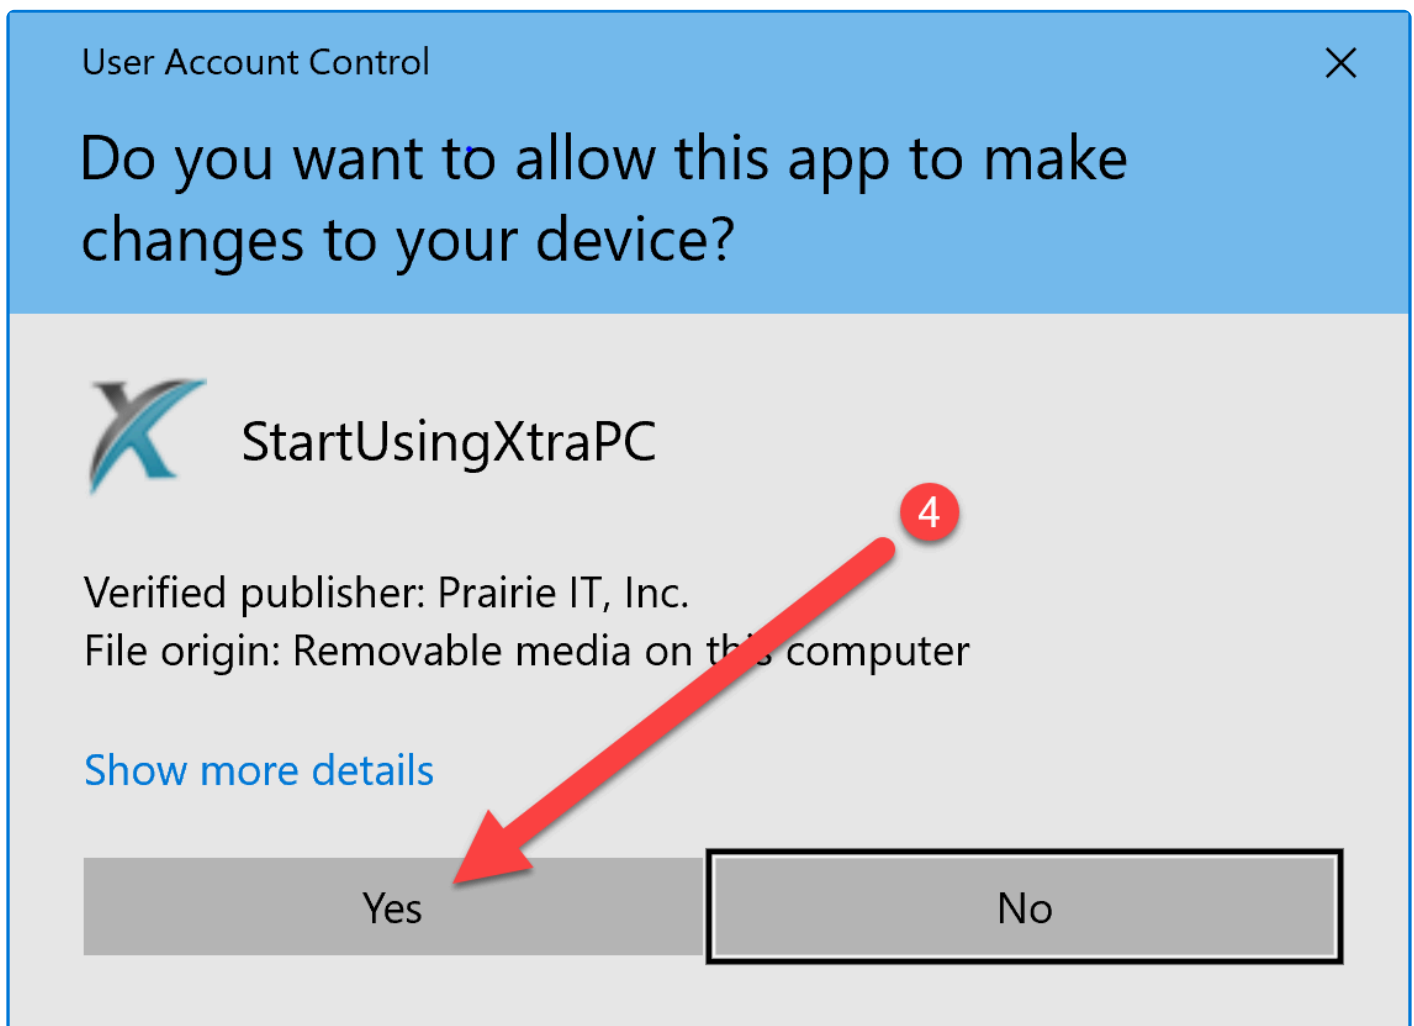 User Account Control
Do you want to allow this app to make
changes to your device?
StartUsingXtraPC
4
Verified publisher: Prairie IT, Inc.
File origin: Removable media on this computer
Show more details
Yes
No